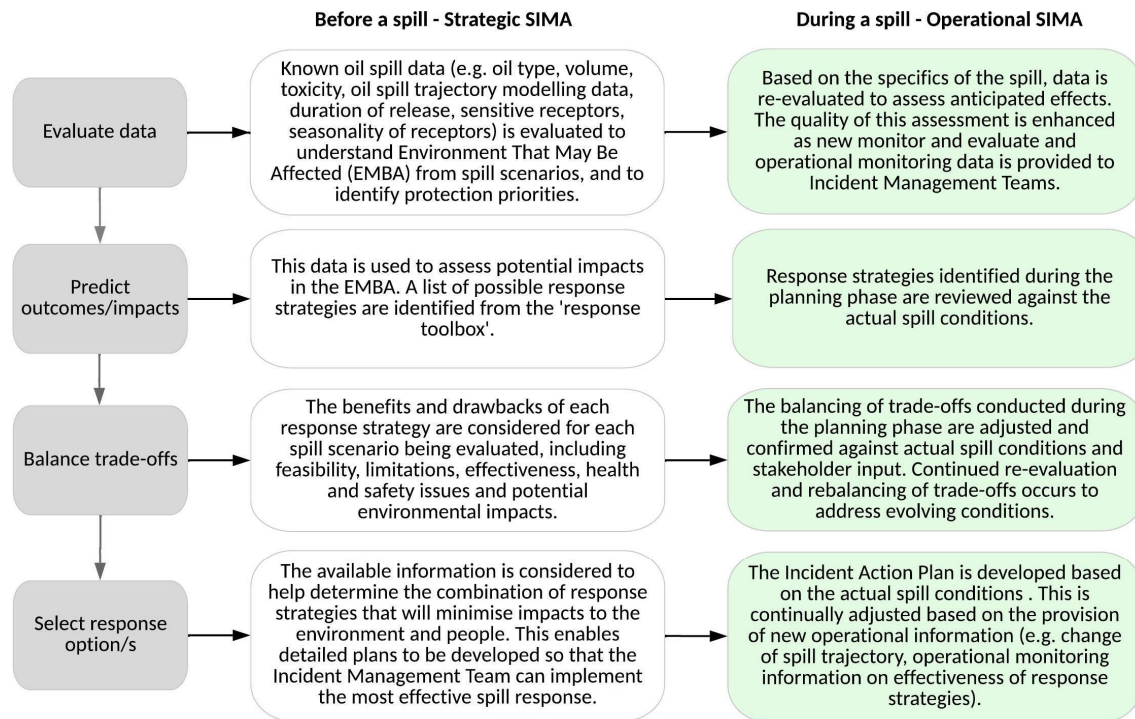 Before a spill - Strategic SIMA
During a spill - Operational SIMA
Evaluate data
Known oil spill data (e.g. oil type, volume,
toxicity, oil spill trajectory modelling data,
duration of release, sensitive receptors,
seasonality of receptors) is evaluated to
understand Environment That May Be
Affected (EMBA) from spill scenarios, and to
identify protection priorities.
Based on the specifics of the spill, data is
re-evaluated to assess anticipated effects.
The quality of this assessment is enhanced
as new monitor and evaluate and
operational monitoring data is provided to
Incident Management Teams.
Predict
outcomes/impacts
This data is used to assess potential impacts
in the EMBA. A list of possible response
strategies are identified from the 'response
toolbox'.
Response strategies identified during the
planning phase are reviewed against the
actual spill conditions.
Balance trade-offs
The benefits and drawbacks of each
response strategy are considered for each
spill scenario being evaluated, including
feasibility, limitations, effectiveness, health
and safety issues and potential
environmental impacts.
The balancing of trade-offs conducted during
the planning phase are adjusted and
confirmed against actual spill conditions and
stakeholder input. Continued re-evaluation
and rebalancing of trade-offs occurs to
address evolving conditions.
Select response
option/s
The available information is considered to
help determine the combination of response
strategies that will minimise impacts to the
environment and people. This enables
detailed plans to be developed so that the
Incident Management Team can implement
the most effective spill response.
The Incident Action Plan is developed based
on the actual spill conditions . This is
continually adjusted based on the provision
of new operational information (e.g. change
of spill trajectory, operational monitoring
information on effectiveness of response
strategies).